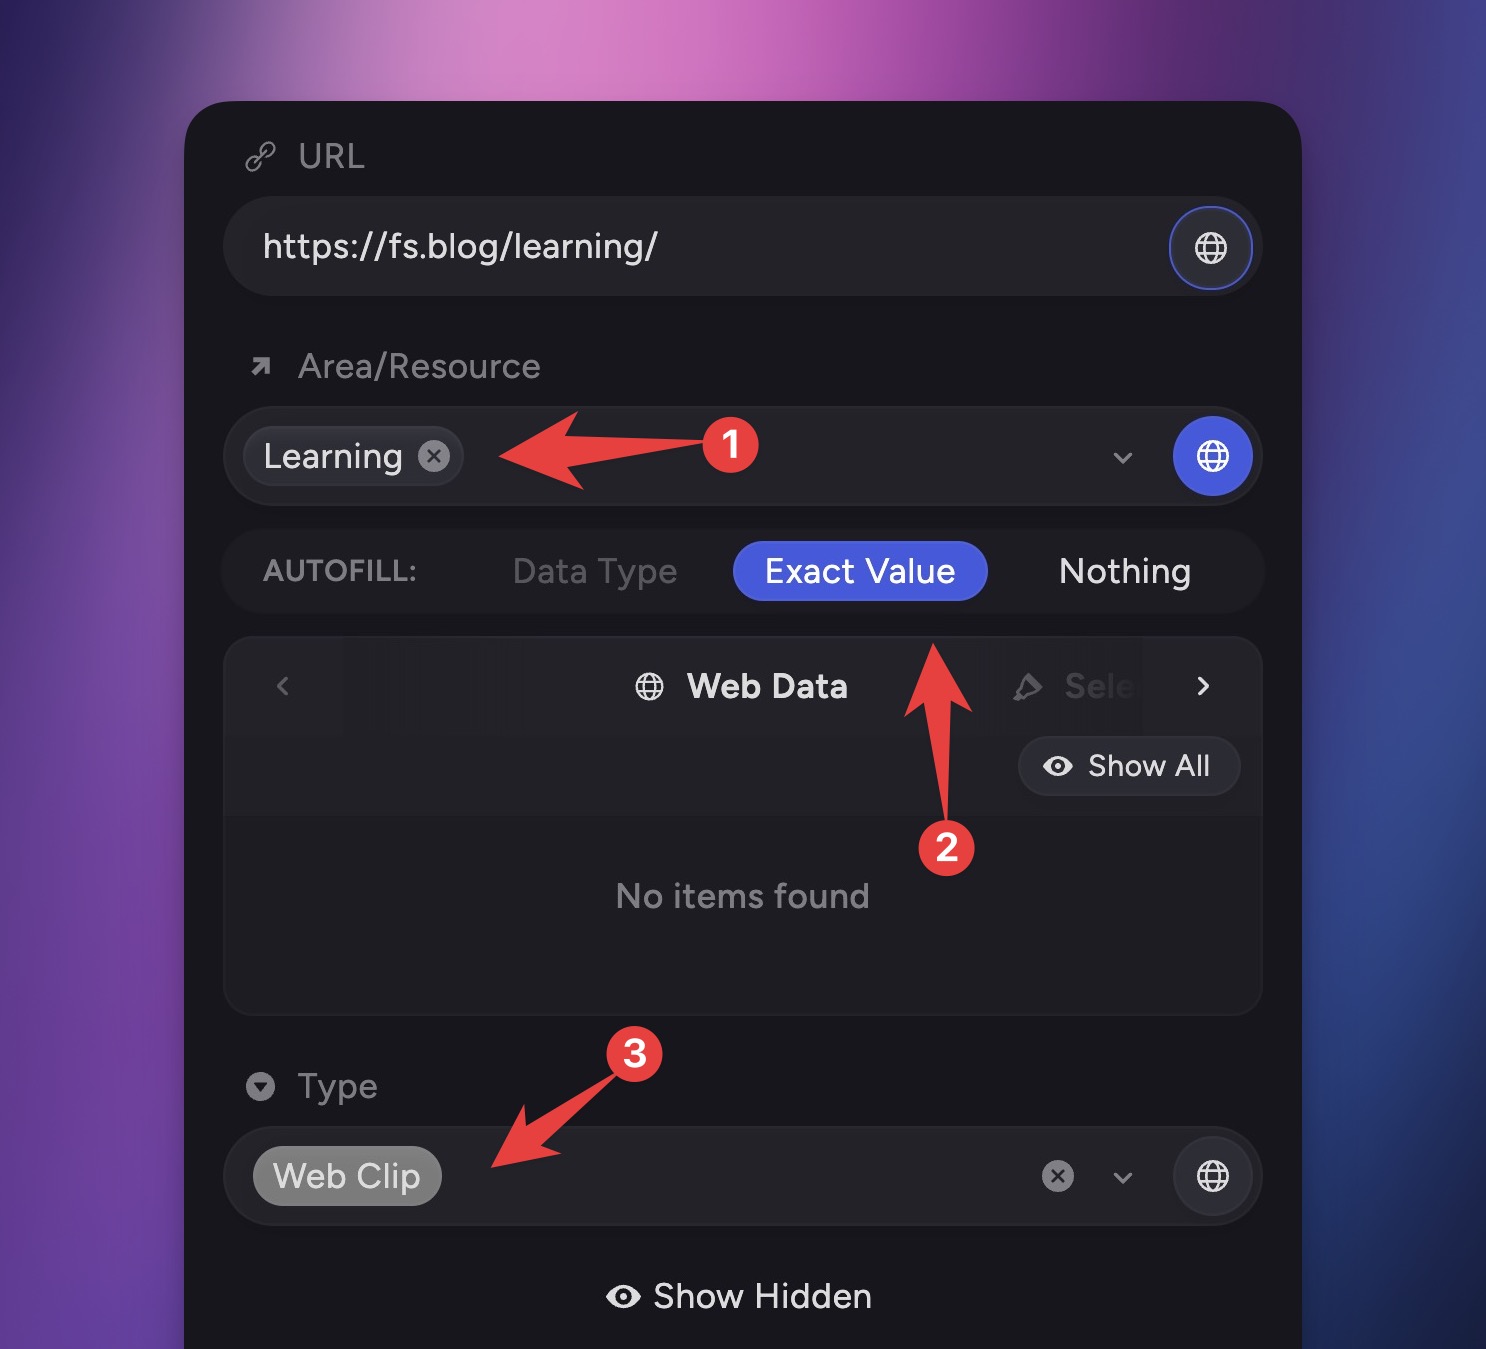 URL
https://fs.blog/learning/
Area/Resource
Learning
1
AUTOFILL: Data Type Exact Value Nothing
Web Data Sele
Show All
2
No items found
3
Type
Web Clip
Show Hidden